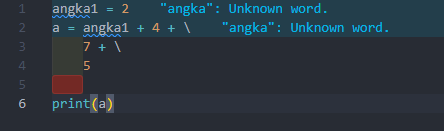 1 angka1 = 2 "angka": Unknown word.
2 a = angka1 + 4 + \ "angka": Unknown word.
3 7 + \
4 5
5
6 print(a)